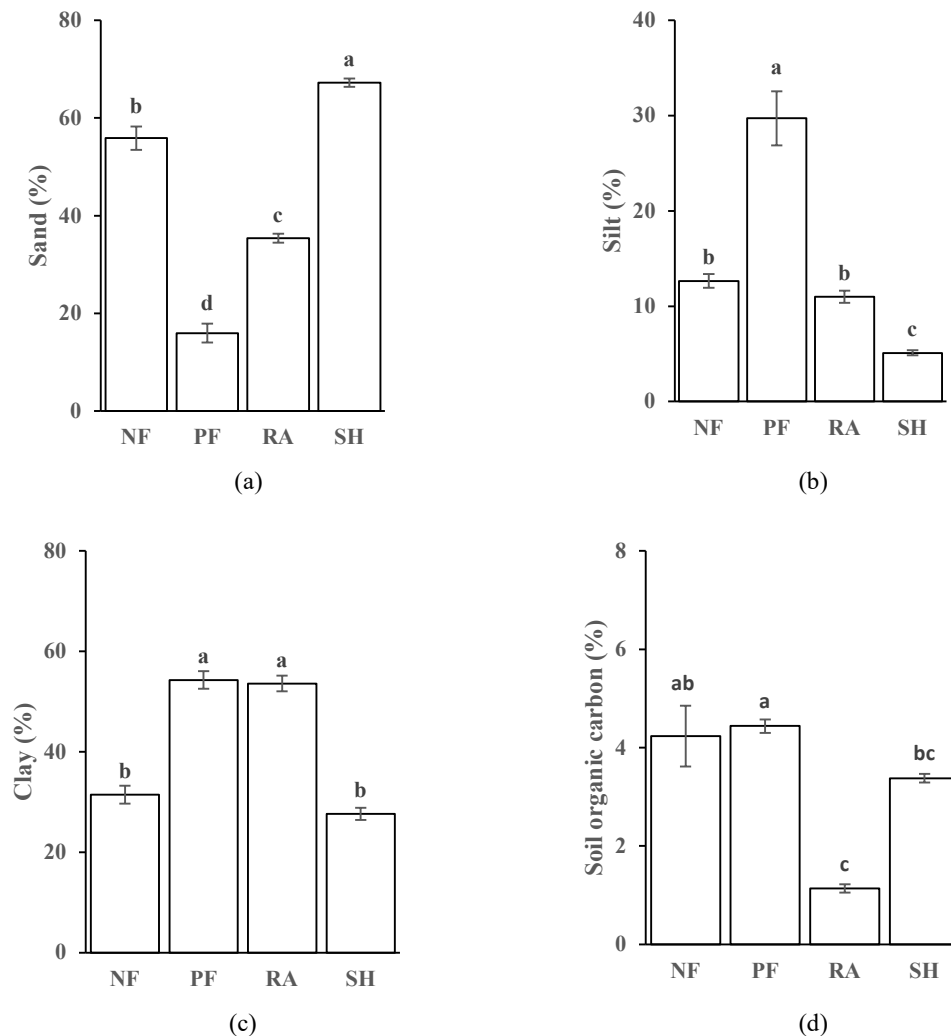 Sand (%)
80
60
40
20
0
b
d
c
a
NF PF RA SH
(a)
Silt (%)
40
30
20
10
0
b
a
b
c
NF PF RA SH
(b)
Clay (%)
80
60
40
20
0
b
a
a
b
NF PF RA SH
(c)
Soil organic carbon (%)
8
6
4
2
0
ab
a
c
bc
NF PF RA SH
(d)